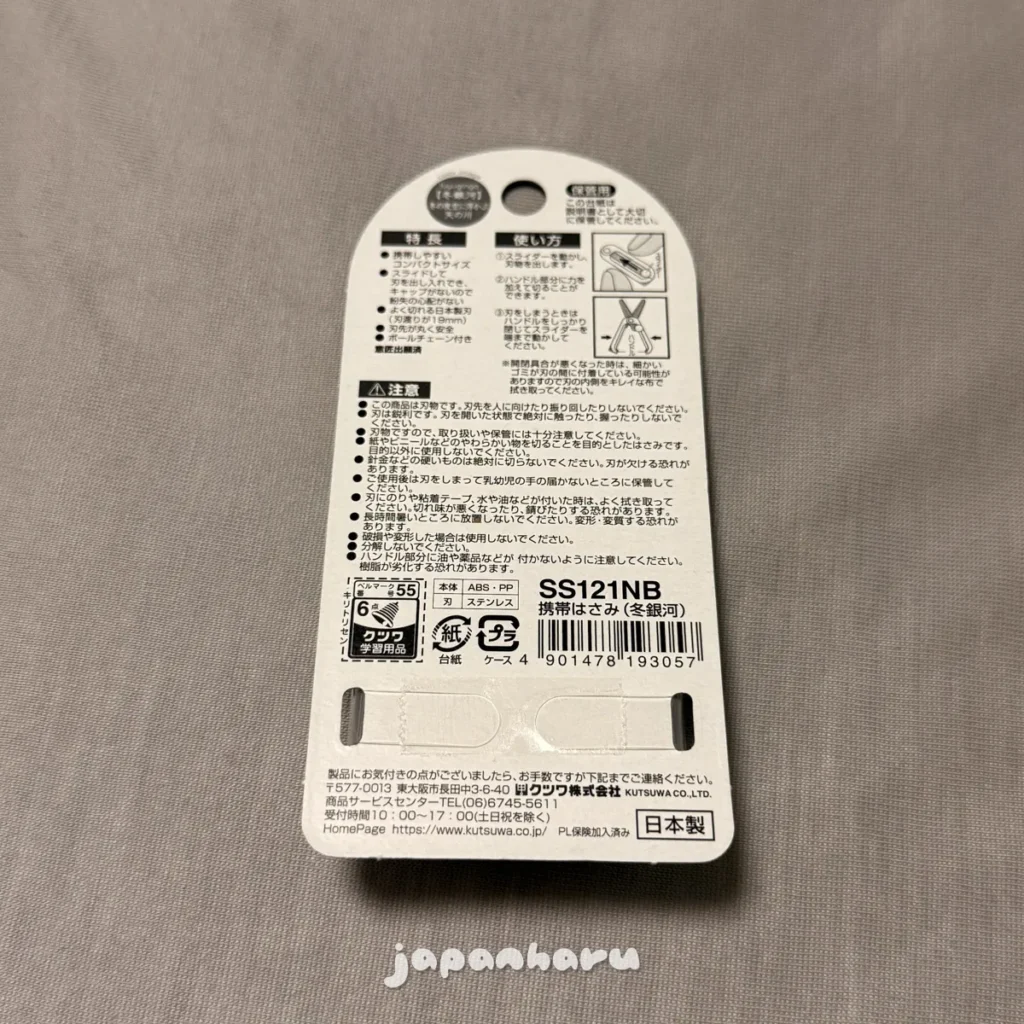 【冬銀河】
天の川
保管用
この台紙は
説明書として大切
に保管してください。
特長
● 携帯しやすい
コンパクトサイズ
● スライドして
刃を出し入れでき、
キャップがないので
紛失の心配がない
● よく切れる日本製刃
(刃渡りが19mm)
● 刃先が丸く安全
● ボールチェーン付き
意匠出願済
使い方
①スライダーを動かし、
刃物を出します。
②ハンドル部分に力を
加えて切ることが
できます。
③刃をしまうときは
ハンドルをしっかり
閉じてスライダーを
端まで動かして
ください。
※開閉具合が悪くなった時は、細かい
ゴミが刃の間に付着している可能性が
ありますので刃の内側をキレイな布で
拭き取ってください。
⚠注意
● この商品は刃物です。刃先を人に向けたり振り回したりしないでください。
● 刃は鋭利です。刃を開いた状態で絶対に触ったり、握ったりしないで
ください。
● 刃物ですので、取り扱いや保管には十分注意してください。
● 紙やビニールなどのやわらかい物を切ることを目的としたはさみです。
目的以外に使用しないでください。
● 針金などの硬いものは絶対に切らないでください。刃が欠ける恐れが
あります。
● ご使用後は刃をしまって乳幼児の手の届かないところに保管して
ください。
● 刃にのりや粘着テープ、水や油などが付いた時は、よく拭き取って
ください。切れ味が悪くなったり、錆びたりする恐れがあります。
● 長時間暑いところに放置しないでください。変形・変質する恐れが
あります。
● 破損や変形した場合は使用しないでください。
● 分解しないでください。
● ハンドル部分に油や薬品などが 付かないように注意してください。
樹脂が劣化する恐れがあります。
キリトリセン
ベルマーク番号 55
6点
クツワ
学習用品
本体 ABS・PP
刃 ステンレス
紙
台紙
プラ
ケース
SS121NB
携帯はさみ(冬銀河)
4 901478 193057
製品にお気付きの点がございましたら、お手数ですが下記までご連絡ください。
〒577-0013 東大阪市長田中3-6-40 クツワ株式会社 KUTSUWA CO.,LTD.
商品サービスセンターTEL(06)6745-5611
受付時間10:00〜17:00(土日祝を除く)
HomePage https://www.kutsuwa.co.jp/ PL保険加入済み
日本製
japanharu